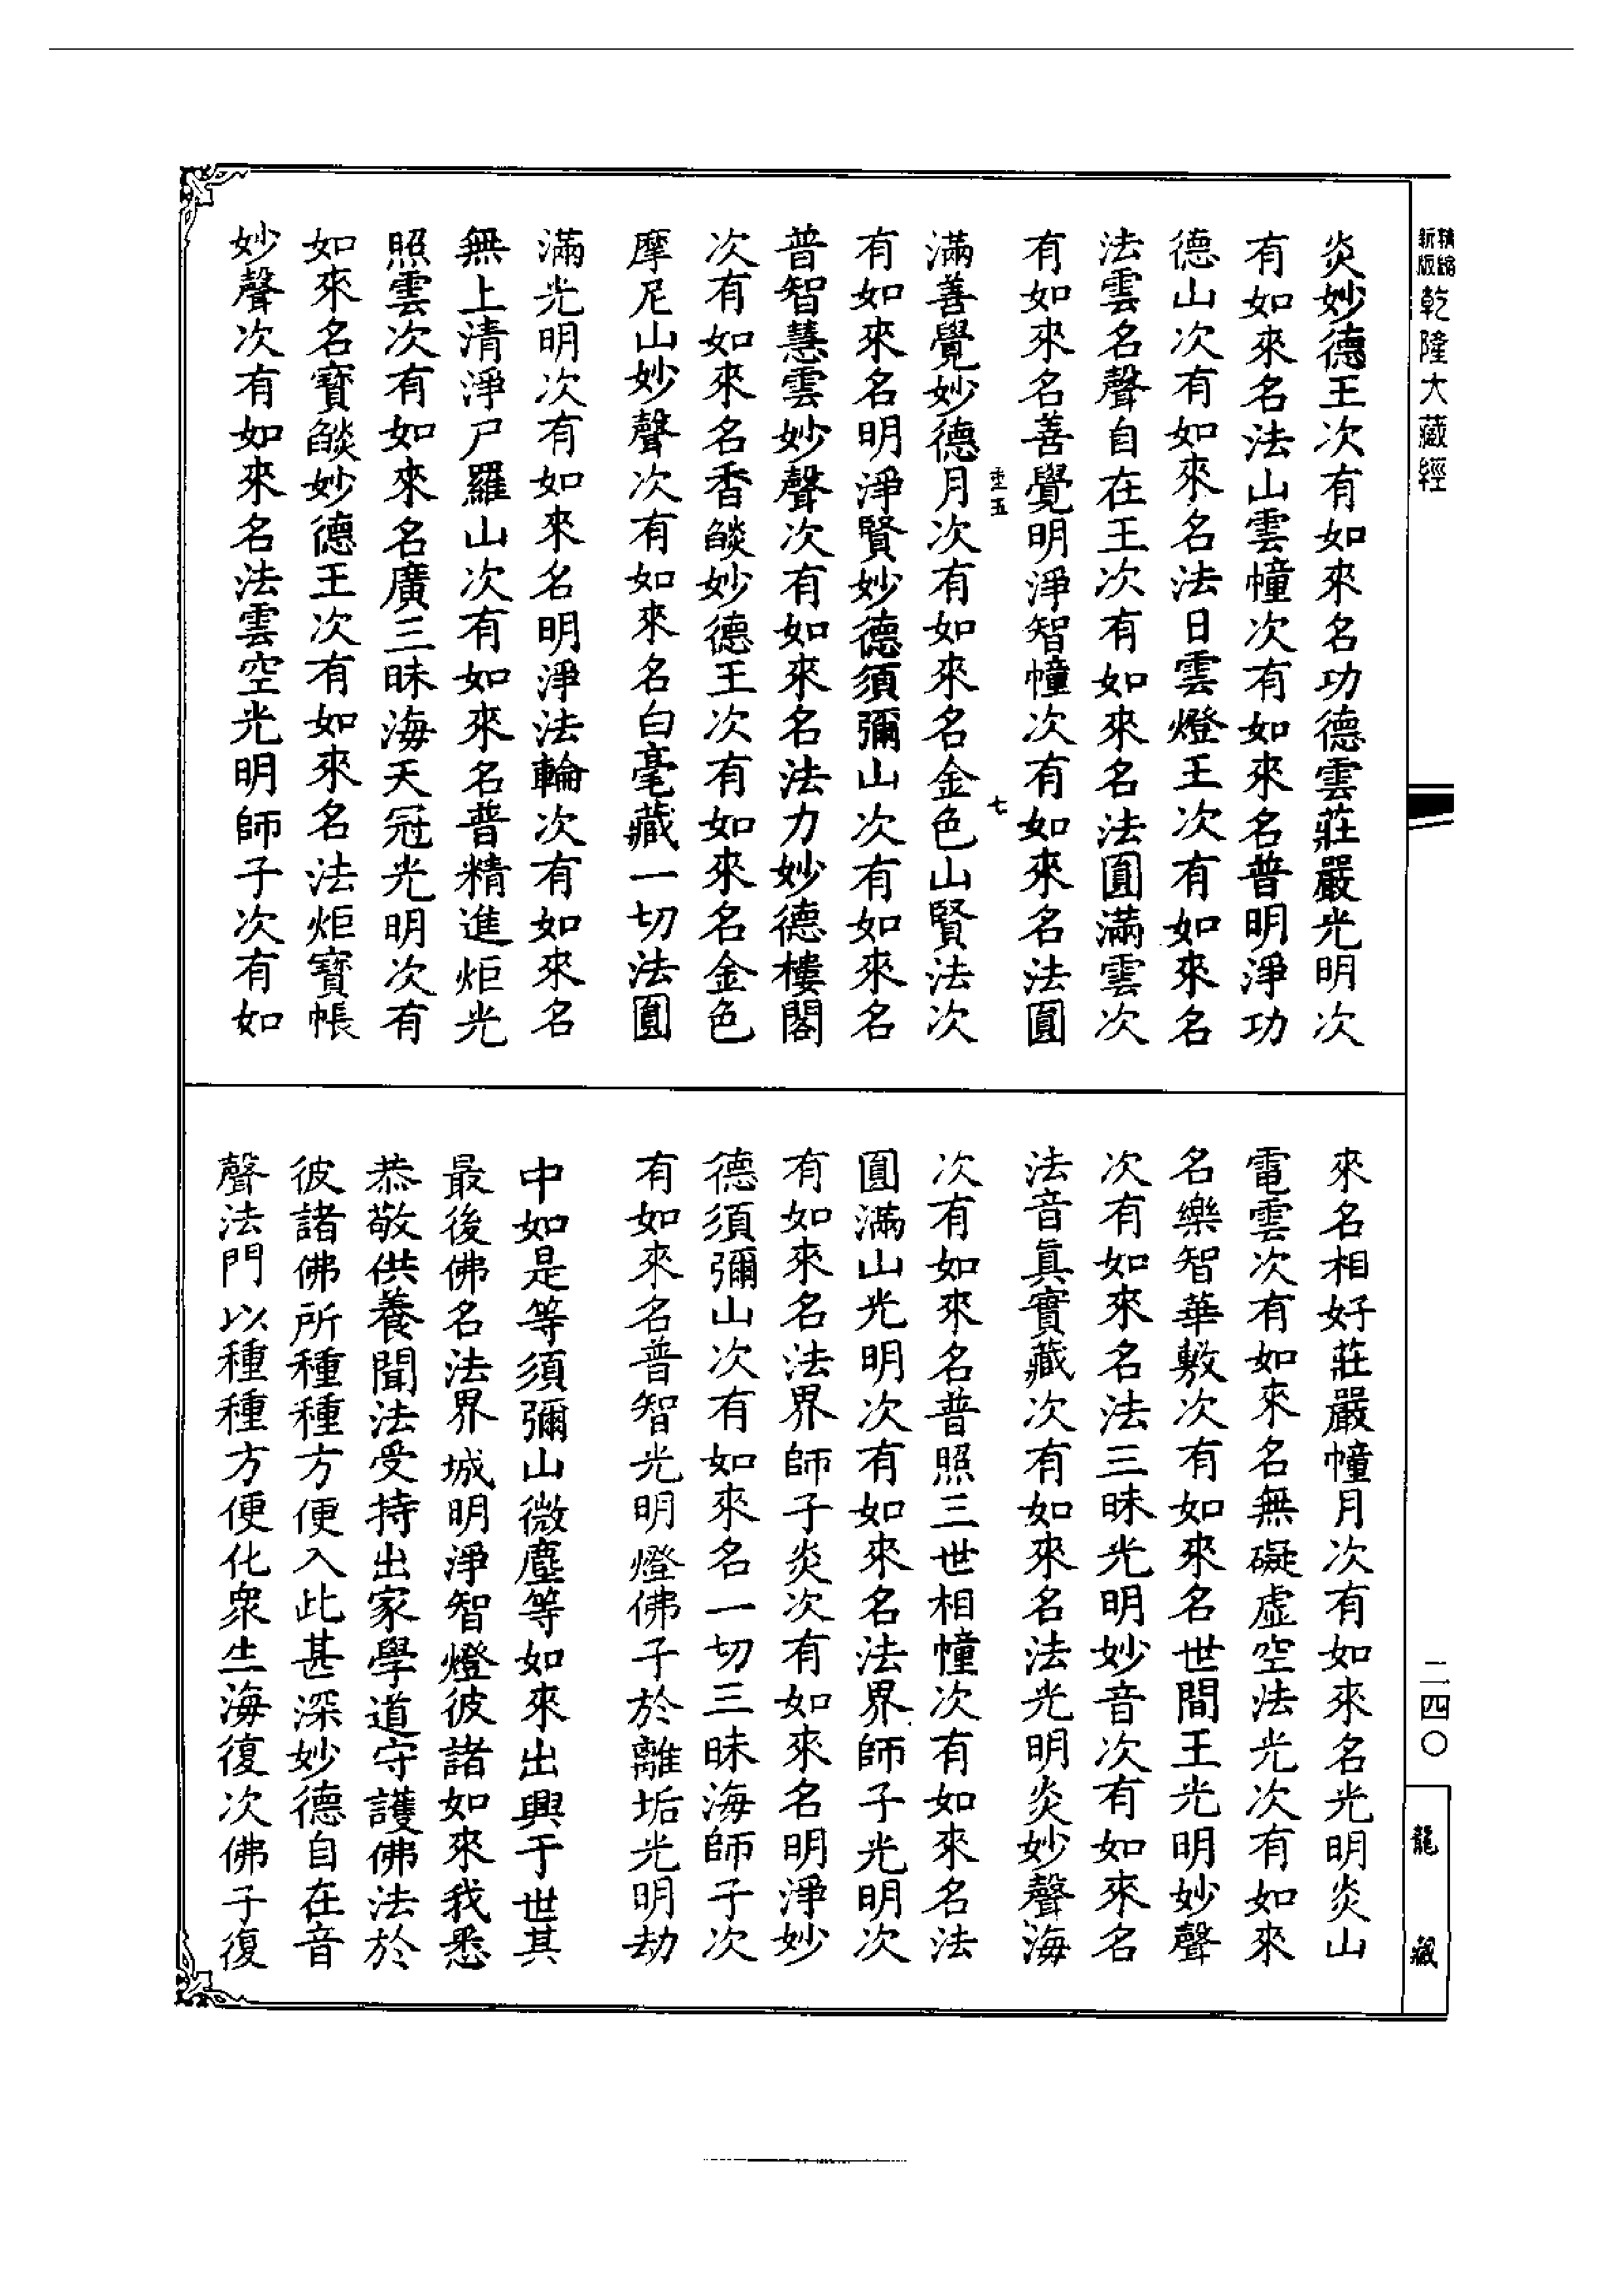 精縮
新版
乾隆大藏經
炎妙德王次有如來名功德雲莊嚴光明次
有如來名法山雲幢次有如來名普明淨功
德山次有如來名法日雲燈王次有如來名
法雲名聲自在王次有如來名法圓滿雲次
有如來名善覺明淨智幢次有如來名法圓
五
七
滿善覺妙德月次有如來名金色山賢法次
有如來名明淨賢妙德須彌山次有如來名
普智慧雲妙聲次有如來名法力妙德樓閣
次有如來名香𦦨妙德王次有如來名金色
摩尼山妙聲次有如來名白毫藏一切法圓
滿光明次有如來名明淨法輪次有如來名
無上清淨尸羅山次有如來名普精進炬光
照雲次有如來名廣三昧海天冠光明次有
如來名寶𦦨妙德王次有如來名法炬寶帳
妙聲次有如來名法雲空光明師子次有如
來名相好莊嚴幢月次有如來名光明炎山
電雲次有如來名無礙虛空法光次有如來
名樂智華敷次有如來名世間王光明妙聲
次有如來名法三昧光明妙音次有如來名
法音真實藏次有如來名法光明炎妙聲海
次有如來名普照三世相幢次有如來名法
圓滿山光明次有如來名法界師子光明次
有如來名法界師子炎次有如來名明淨妙
德須彌山次有如來名一切三昧海師子次
有如來名普智光明燈佛子於離垢光明劫
中如是等須彌山微塵等如來出興于世其
最後佛名法界城明淨智燈彼諸如來我悉
恭敬供養聞法受持出家學道守護佛法於
彼諸佛所種種方便入此甚深妙德自在音
聲法門以種種方便化眾生海復次佛子復
二四〇
龍藏